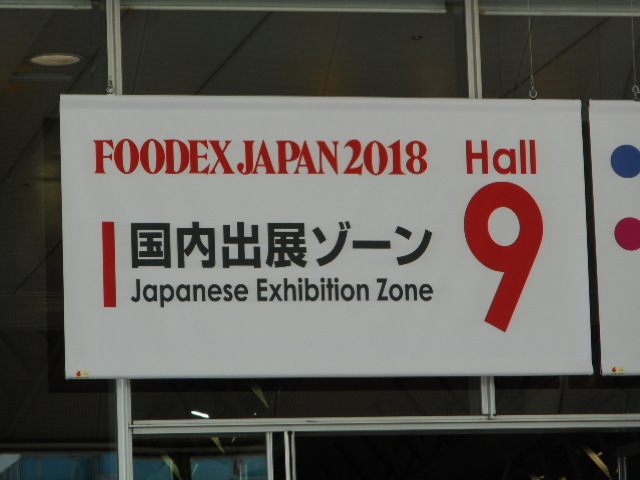 FOODEX JAPAN 2018
Hall
9
国内出展ゾーン
Japanese Exhibition Zone